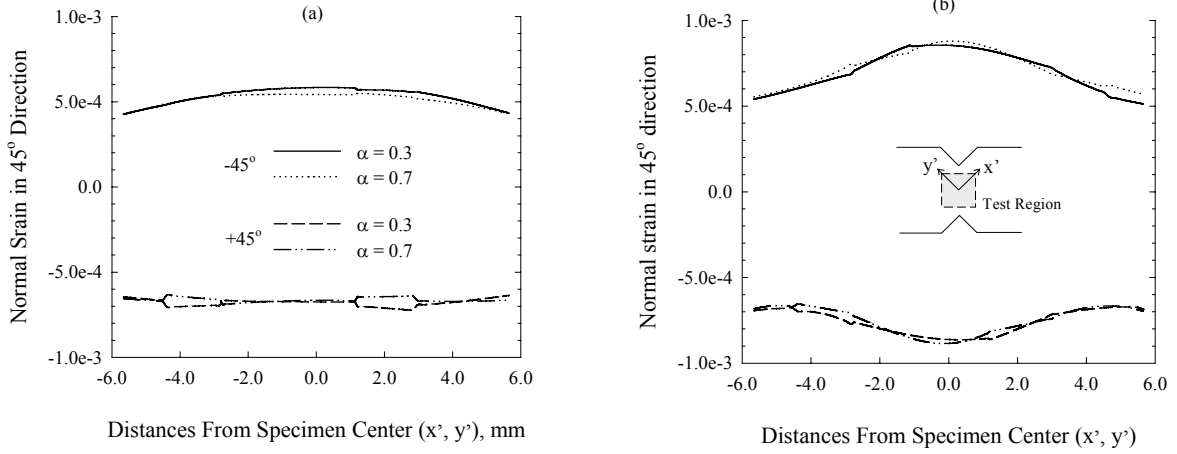 (a)
1.0e-3
5.0e-4
0.0
-5.0e-4
-1.0e-3
Normal Srain in 45o Direction
-45o
α = 0.3
α = 0.7
+45o
α = 0.3
α = 0.7
-6.0 -4.0 -2.0 0.0 2.0 4.0 6.0
Distances From Specimen Center (x’, y’), mm
(b)
1.0e-3
5.0e-4
0.0
-5.0e-4
-1.0e-3
Normal strain in 45o direction
y’ x’
Test Region
-6.0 -4.0 -2.0 0.0 2.0 4.0 6.0
Distances From Specimen Center (x’, y’)